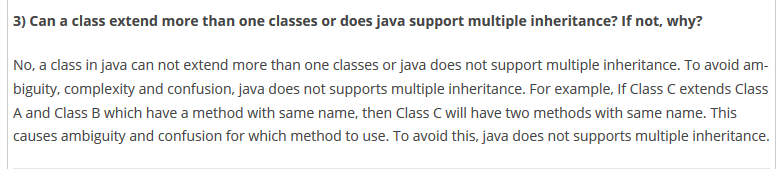 3) Can a class extend more than one classes or does java support multiple inheritance? If not, why?
No, a class in java can not extend more than one classes or java does not support multiple inheritance. To avoid am-
biguity, complexity and confusion, java does not supports multiple inheritance. For example, If Class C extends Class
A and Class B which have a method with same name, then Class C will have two methods with same name. This
causes ambiguity and confusion for which method to use. To avoid this, java does not supports multiple inheritance.